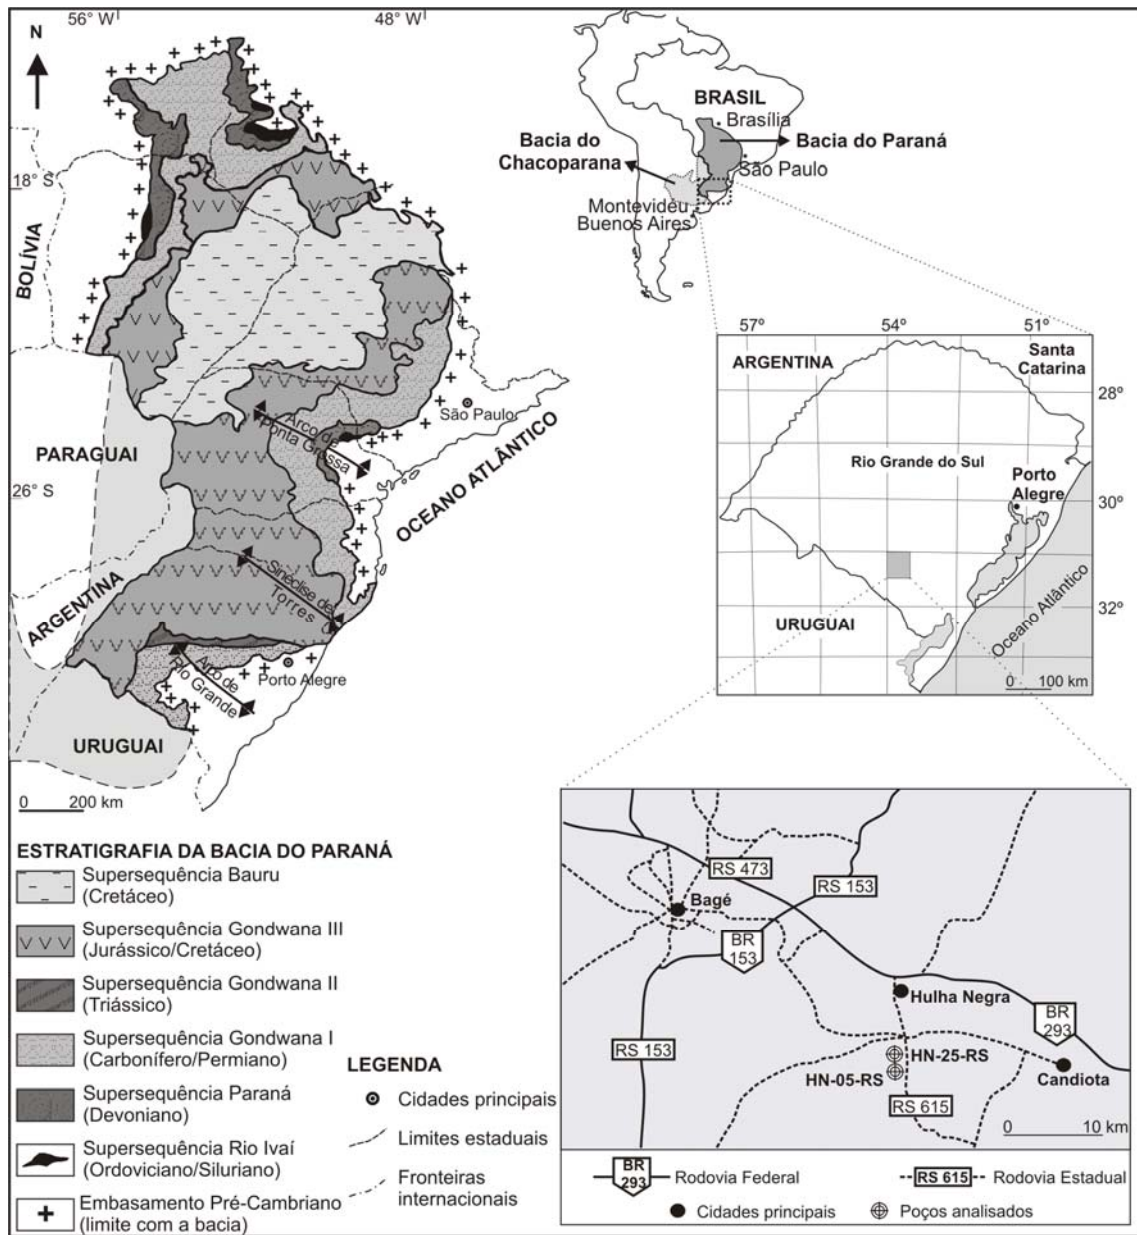 56° W
48° W
N
18° S
26° S
BOLÍVIA
PARAGUAI
ARGENTINA
URUGUAI
OCEANO ATLÂNTICO
São Paulo
Arco de
Ponta Grossa
Sinéclise de
Torres
Arco de
Rio Grande
Porto Alegre
0 200 km
BRASIL
Brasília
Bacia do
Chacoparana
Bacia do Paraná
São Paulo
Montevidéu
Buenos Aires
57º
54º
51º
ARGENTINA
Santa
Catarina
28º
Rio Grande do Sul
Porto
Alegre
30º
32º
URUGUAI
Oceano Atlântico
0 100 km
RS 473
RS 153
Bagé
BR
153
Hulha Negra
BR
293
RS 153
HN-25-RS
HN-05-RS
Candiota
RS 615
0 10 km
BR
293
Rodovia Federal
RS 615
Rodovia Estadual
Cidades principais
Poços analisados
ESTRATIGRAFIA DA BACIA DO PARANÁ
Supersequência Bauru
(Cretáceo)
Supersequência Gondwana III
(Jurássico/Cretáceo)
Supersequência Gondwana II
(Triássico)
Supersequência Gondwana I
(Carbonífero/Permiano)
Supersequência Paraná
(Devoniano)
Supersequência Rio Ivaí
(Ordoviciano/Siluriano)
Embasamento Pré-Cambriano
(limite com a bacia)
LEGENDA
Cidades principais
Limites estaduais
Fronteiras
internacionais